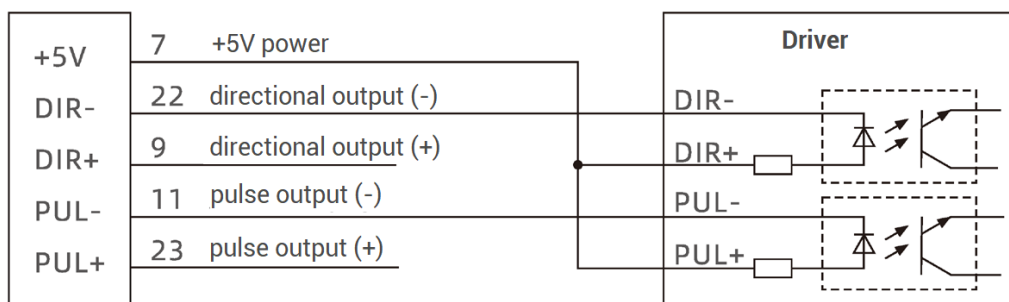 +5V 7 +5V power Driver
DIR- 22 directional output (-) DIR-
DIR+ 9 directional output (+) DIR+
PUL- 11 pulse output (-) PUL-
PUL+ 23 pulse output (+) PUL+